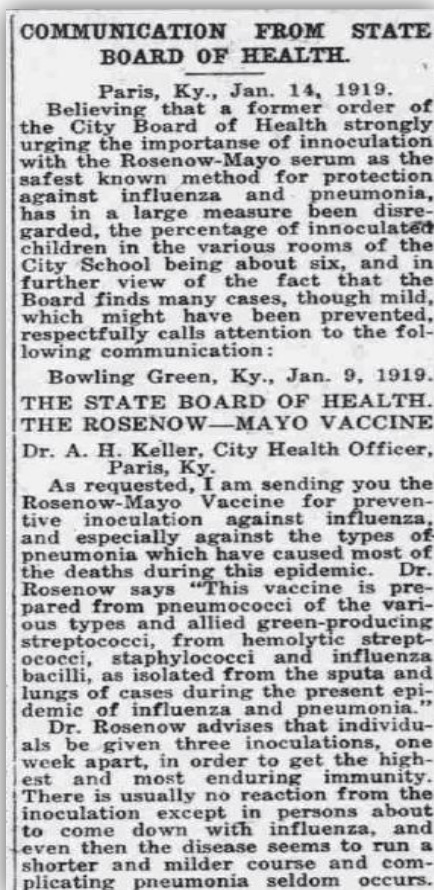 COMMUNICATION FROM STATE
BOARD OF HEALTH.
Paris, Ky., Jan. 14, 1919.
Believing that a former order of
the City Board of Health strongly
urging the importanse of innoculation
with the Rosenow-Mayo serum as the
safest known method for protection
against influenza and pneumonia,
has in a large measure been disre-
garded, the percentage of innoculated
children in the various rooms of the
City School being about six, and in
further view of the fact that the
Board finds many cases, though mild,
which might have been prevented,
respectfully calls attention to the fol-
lowing communication:
Bowling Green, Ky., Jan. 9, 1919.
THE STATE BOARD OF HEALTH.
THE ROSENOW—MAYO VACCINE
Dr. A. H. Keller, City Health Officer,
Paris, Ky.
As requested, I am sending you the
Rosenow-Mayo Vaccine for preven-
tive inoculation against influenza,
and especially against the types of
pneumonia which have caused most of
the deaths during this epidemic. Dr.
Rosenow says "This vaccine is pre-
pared from pneumococi of the vari-
ous types and allied green-producing
streptococci, from hemolytic strept-
ococci, staphylococci and influenza
bacilli, as isolated from the sputa and
lungs of cases during the present epi-
demic of influenza and pneumonia."
Dr. Rosenow advises that individu-
als be given three inoculations, one
week apart, in order to get the high-
est and most enduring immunity.
There is usually no reaction from the
inoculation except in persons about
to come down with influenza, and
even then the disease seems to run a
shorter and milder course and com-
plicating pneumonia seldom occurs.